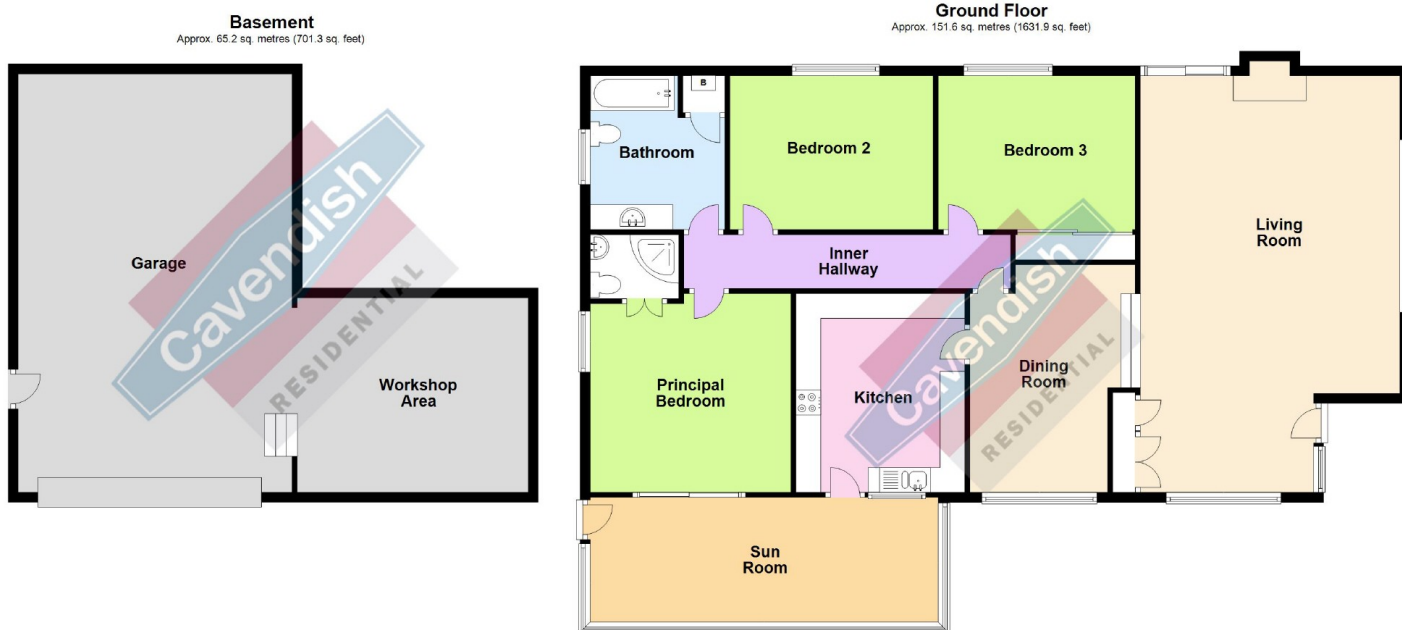 Basement
Approx. 65.2 sq. metres (701.3 sq. feet)
Garage
Workshop
Area
Cavendish
RESIDENTIAL
Ground Floor
Approx. 151.6 sq. metres (1631.9 sq. feet)
B
Bathroom
Bedroom 2
Bedroom 3
Living
Room
Inner
Hallway
Principal
Bedroom
Kitchen
Dining
Room
Sun
Room
Cavendish
RESIDENTIAL